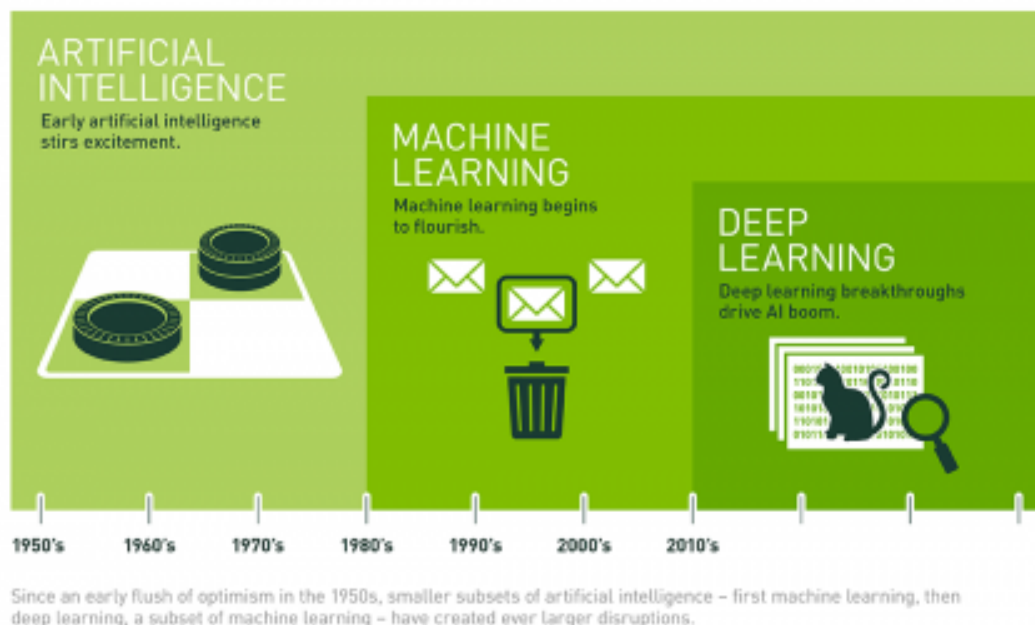 ARTIFICIAL
INTELLIGENCE
Early artificial intelligence
stirs excitement.
MACHINE
LEARNING
Machine learning begins
to flourish.
DEEP
LEARNING
Deep learning breakthroughs
drive AI boom.
1950's 1960's 1970's 1980's 1990's 2000's 2010's
Since an early flush of optimism in the 1950s, smaller subsets of artificial intelligence – first machine learning, then
deep learning, a subset of machine learning – have created ever larger disruptions.